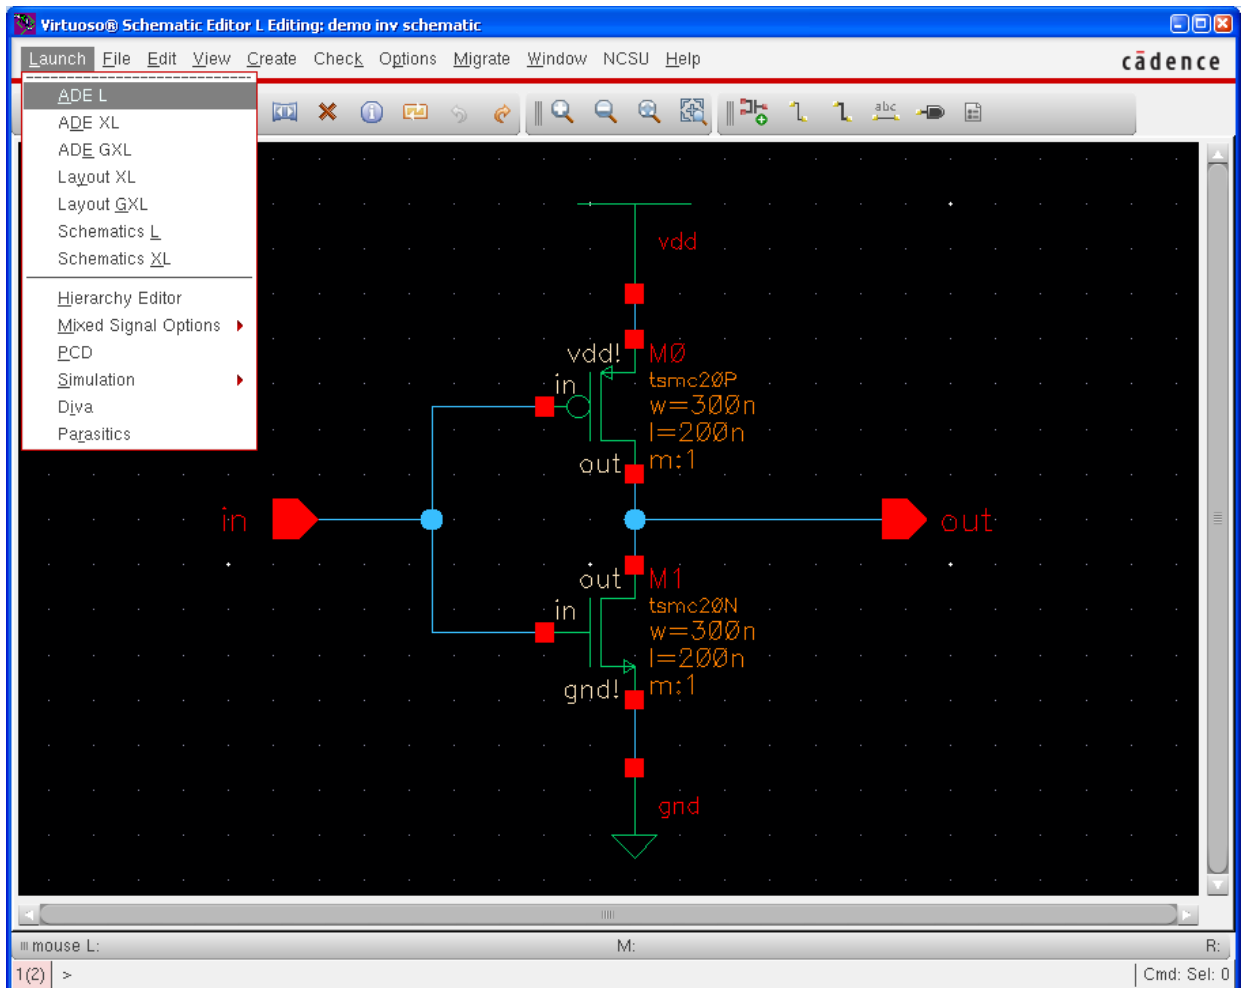 Virtuoso® Schematic Editor L Editing: demo inv schematic
Launch File Edit View Create Check Options Migrate Window NCSU Help
cādence
ADE L
ADE XL
ADE GXL
Layout XL
Layout GXL
Schematics L
Schematics XL
Hierarchy Editor
Mixed Signal Options
PCD
Simulation
Diva
Parasitics
abc
vdd
vdd!
M0
in
tsmc20P
w=300n
l=200n
out
m:1
in
out
out
M1
in
tsmc20N
w=300n
l=200n
gnd!
m:1
gnd
mouse L: M: R:
1(2) > Cmd: Sel: 0